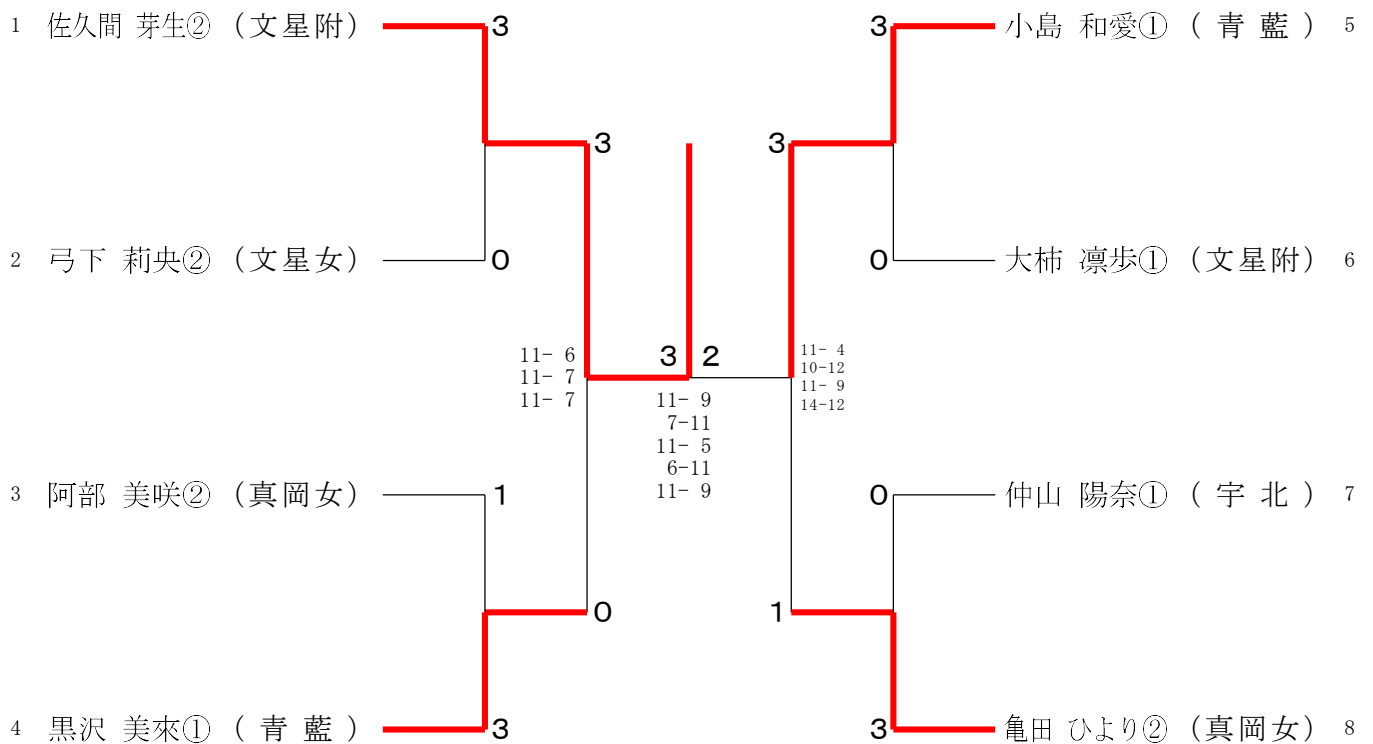 1 佐久間 芽生② (文星附) 3
3 小島 和愛① ( 青 藍 ) 5
3
3
2 弓下 莉央② (文星女) 0
0 大柿 凛歩① (文星附) 6
11- 6
11- 7
11- 7
3 2
11- 9
7-11
11- 5
6-11
11- 9
11- 4
10-12
11- 9
14-12
3 阿部 美咲② (真岡女) 1
0 仲山 陽奈① ( 宇 北 ) 7
0
1
4 黒沢 美來① ( 青 藍 ) 3
3 亀田 ひより② (真岡女) 8